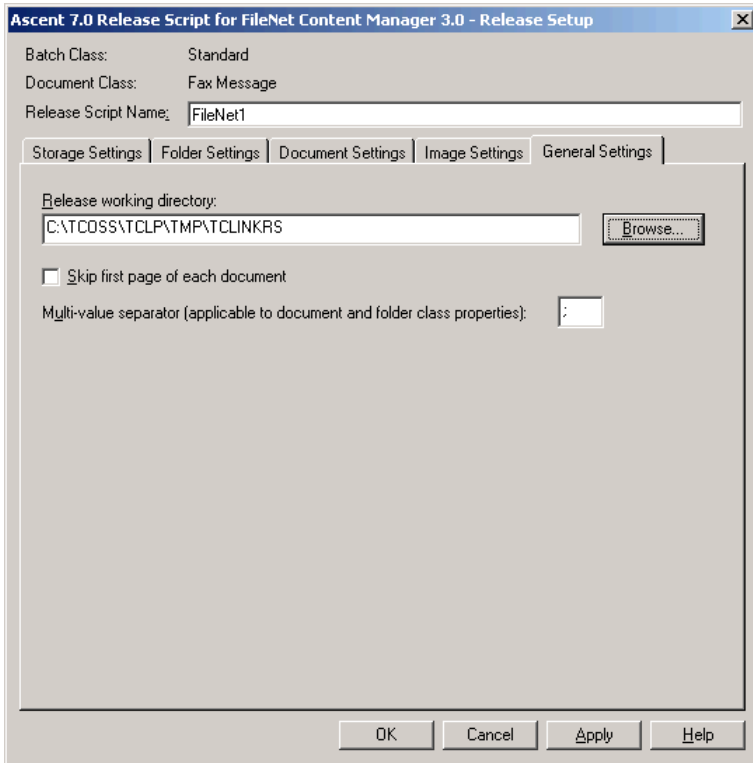 Ascent 7.0 Release Script for FileNet Content Manager 3.0 - Release Setup
Batch Class: Standard
Document Class: Fax Message
Release Script Name: FileNet1
Storage Settings Folder Settings Document Settings Image Settings General Settings
Release working directory:
C:\TCOSS\TCLP\TMP\TCLINKRS Browse...
Skip first page of each document
Multi-value separator (applicable to document and folder class properties): ;
OK Cancel Apply Help